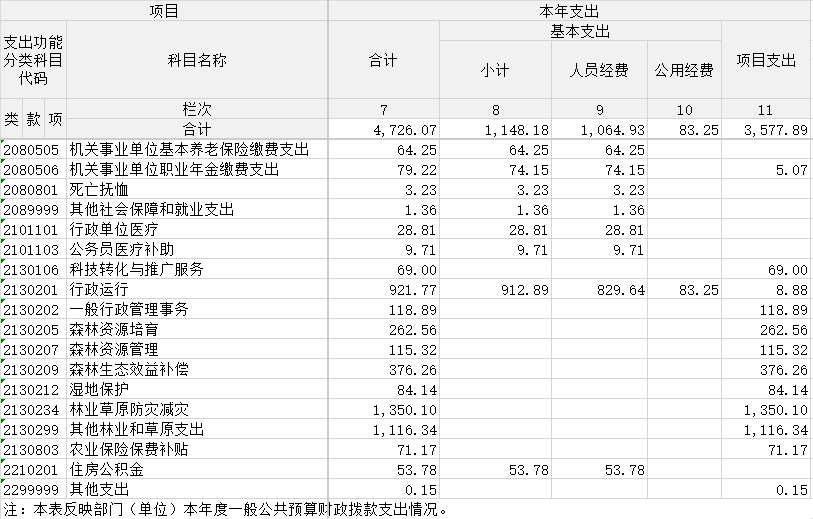 项目 本年支出
支出功能分类科目代码 科目名称 合计 基本支出 项目支出
小计 人员经费 公用经费
类 款 项 栏次 7 8 9 10 11
合计 4,726.07 1,148.18 1,064.93 83.25 3,577.89
2080505 机关事业单位基本养老保险缴费支出 64.25 64.25 64.25
2080506 机关事业单位职业年金缴费支出 79.22 74.15 74.15 5.07
2080801 死亡抚恤 3.23 3.23 3.23
2089999 其他社会保障和就业支出 1.36 1.36 1.36
2101101 行政单位医疗 28.81 28.81 28.81
2101103 公务员医疗补助 9.71 9.71 9.71
2130106 科技转化与推广服务 69.00 69.00
2130201 行政运行 921.77 912.89 829.64 83.25 8.88
2130202 一般行政管理事务 118.89 118.89
2130205 森林资源培育 262.56 262.56
2130207 森林资源管理 115.32 115.32
2130209 森林生态效益补偿 376.26 376.26
2130212 湿地保护 84.14 84.14
2130234 林业草原防灾减灾 1,350.10 1,350.10
2130299 其他林业和草原支出 1,116.34 1,116.34
2130803 农业保险保费补贴 71.17 71.17
2210201 住房公积金 53.78 53.78 53.78
2299999 其他支出 0.15 0.15
注：本表反映部门（单位）本年度一般公共预算财政拨款支出情况。